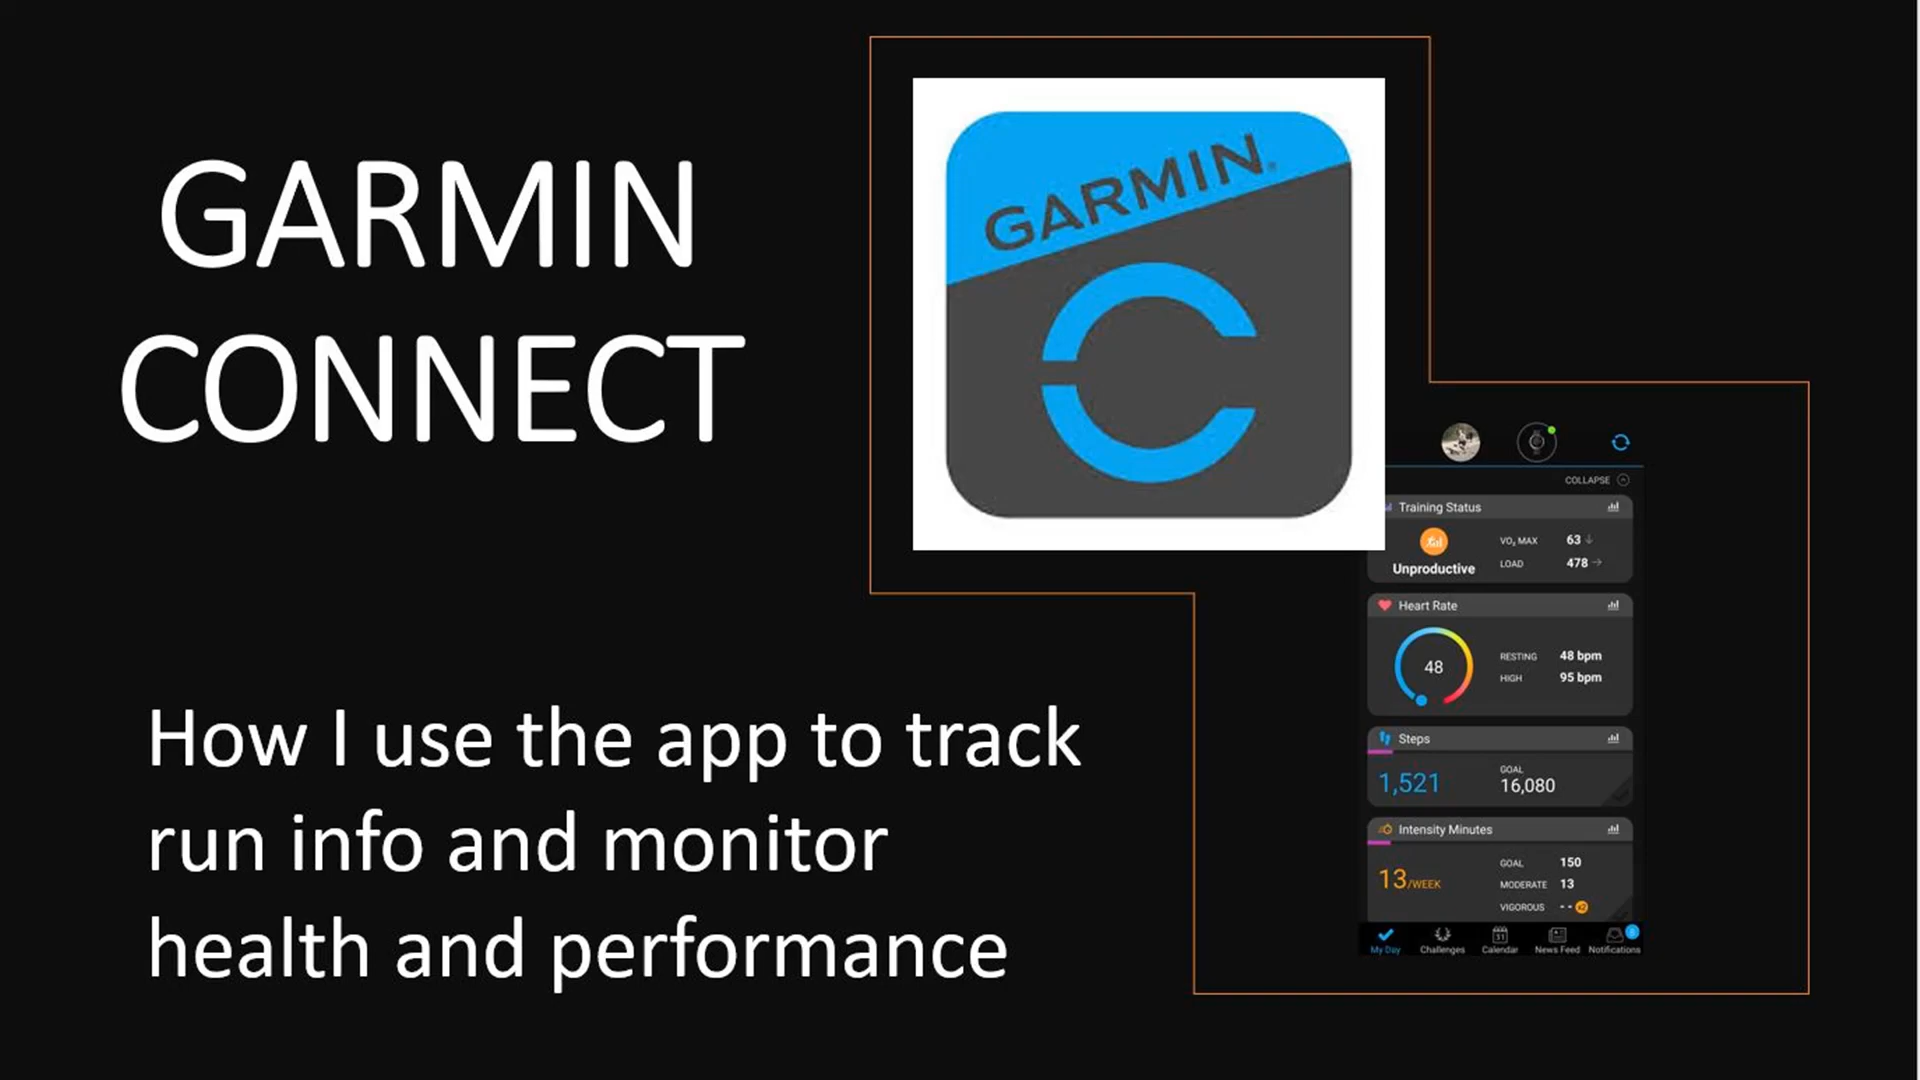 GARMIN
CONNECT
How I use the app to track
run info and monitor
health and performance
GARMIN®
COLLAPSE
Training Status
Unproductive
VO₂ MAX 63
LOAD 478
Heart Rate
48
RESTING 48 bpm
HIGH 95 bpm
Steps
1,521
GOAL
16,080
Intensity Minutes
13/WEEK
GOAL 150
MODERATE 13
VIGOROUS - - x2
My Day Challenges Calendar News Feed Notifications